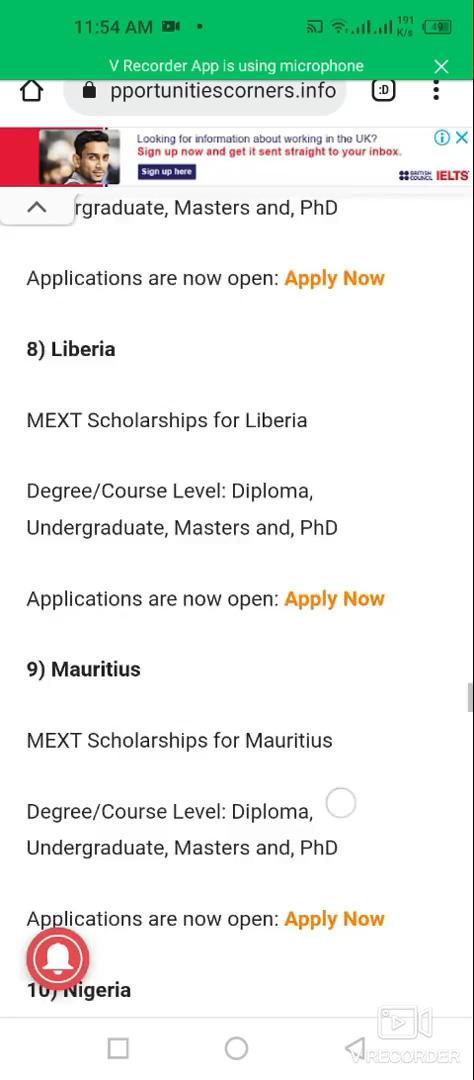 11:54 AM
191
K/s
49
V Recorder App is using microphone
pportunitiescorners.info
:D
Looking for information about working in the UK?
Sign up now and get it sent straight to your inbox.
Sign up here
BRITISH COUNCIL IELTS
rgraduate, Masters and, PhD
Applications are now open: Apply Now
8) Liberia
MEXT Scholarships for Liberia
Degree/Course Level: Diploma,
Undergraduate, Masters and, PhD
Applications are now open: Apply Now
9) Mauritius
MEXT Scholarships for Mauritius
Degree/Course Level: Diploma,
Undergraduate, Masters and, PhD
Applications are now open: Apply Now
10) Nigeria
V RECORDER